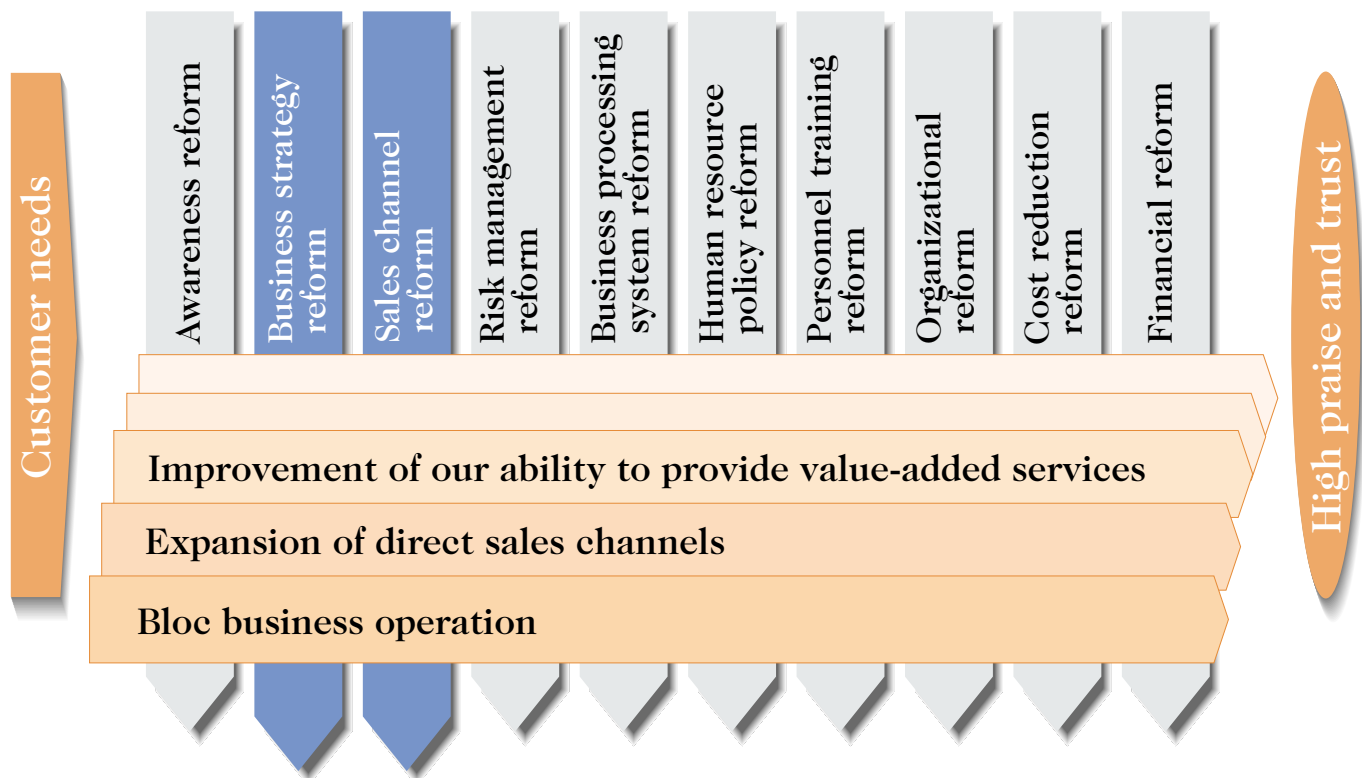 Customer needs
Awareness reform
Business strategy
reform
Sales channel
reform
Risk management
reform
Business processing
system reform
Human resource
policy reform
Personnel training
reform
Organizational
reform
Cost reduction
reform
Financial reform
High praise and trust
Improvement of our ability to provide value-added services
Expansion of direct sales channels
Bloc business operation